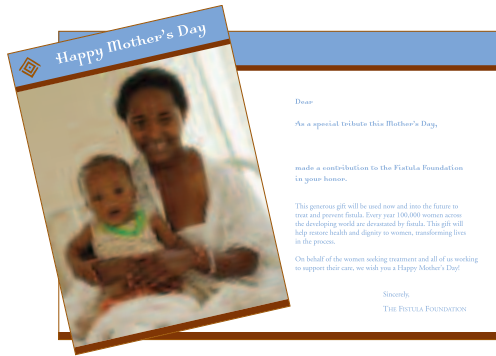 Happy Mother's Day
Dear
As a special tribute this Mother's Day,
made a contribution to the Fistula Foundation
in your honor.
This generous gift will be used now and into the future to
treat and prevent fistula. Every year 100,000 women across
the developing world are devastated by fistula. This gift will
help restore health and dignity to women, transforming lives
in the process.
On behalf of the women seeking treatment and all of us working
to support their care, we wish you a Happy Mother's Day!
Sincerely,
The Fistula Foundation